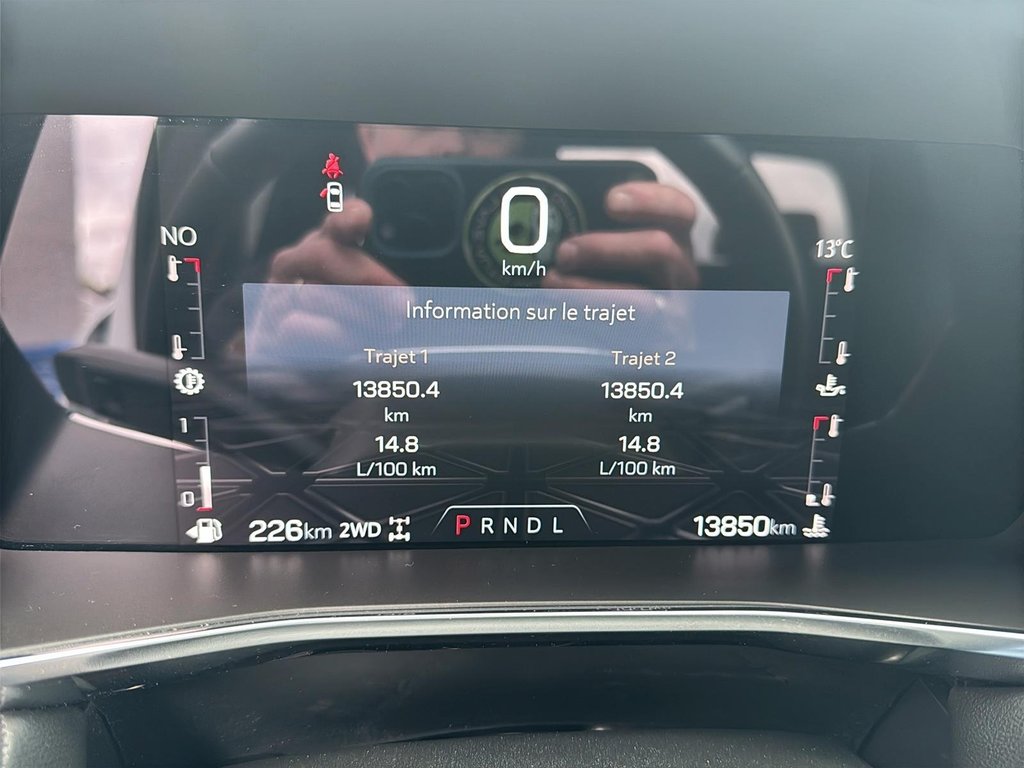 0
km/h
NO
13°C
Information sur le trajet
Trajet 1
Trajet 2
13850.4
km
13850.4
km
14.8
L/100 km
14.8
L/100 km
1
0
226km 2WD
P R N D L
13850km